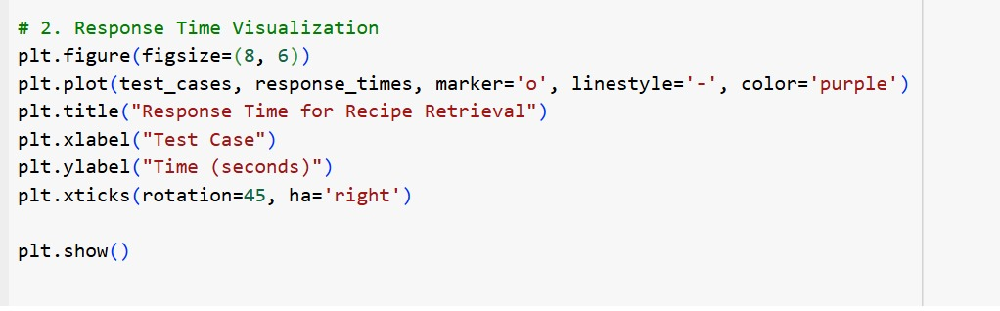 # 2. Response Time Visualization
plt.figure(figsize=(8, 6))
plt.plot(test_cases, response_times, marker='o', linestyle='-', color='purple')
plt.title("Response Time for Recipe Retrieval")
plt.xlabel("Test Case")
plt.ylabel("Time (seconds)")
plt.xticks(rotation=45, ha='right')
plt.show()